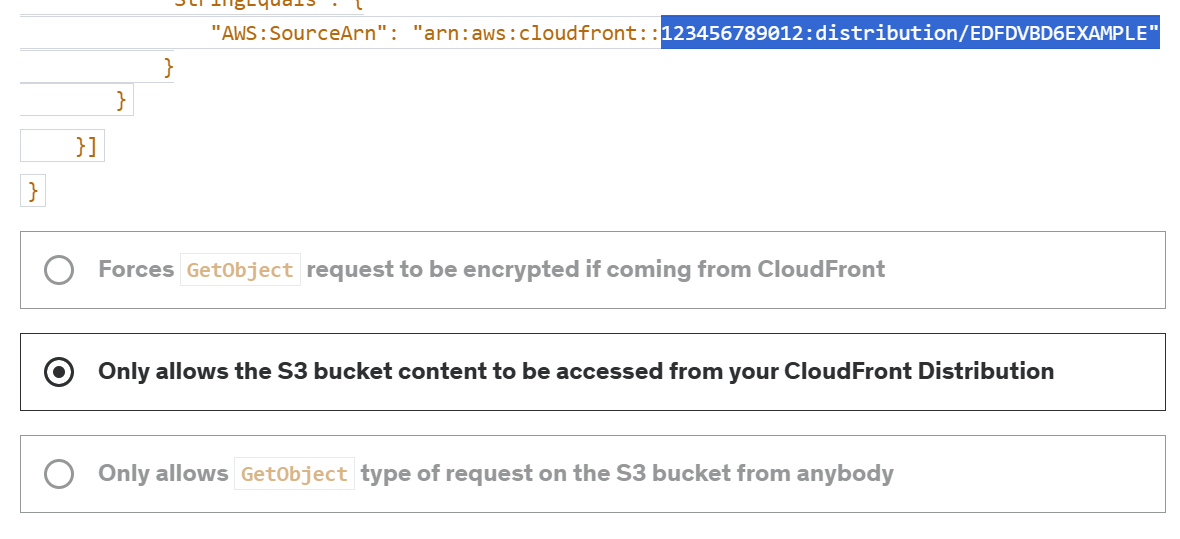 "StringEquals": {
"AWS:SourceArn": "arn:aws:cloudfront::123456789012:distribution/EDFDVBD6EXAMPLE"
}
}
}]
}
Forces GetObject request to be encrypted if coming from CloudFront
Only allows the S3 bucket content to be accessed from your CloudFront Distribution
Only allows GetObject type of request on the S3 bucket from anybody